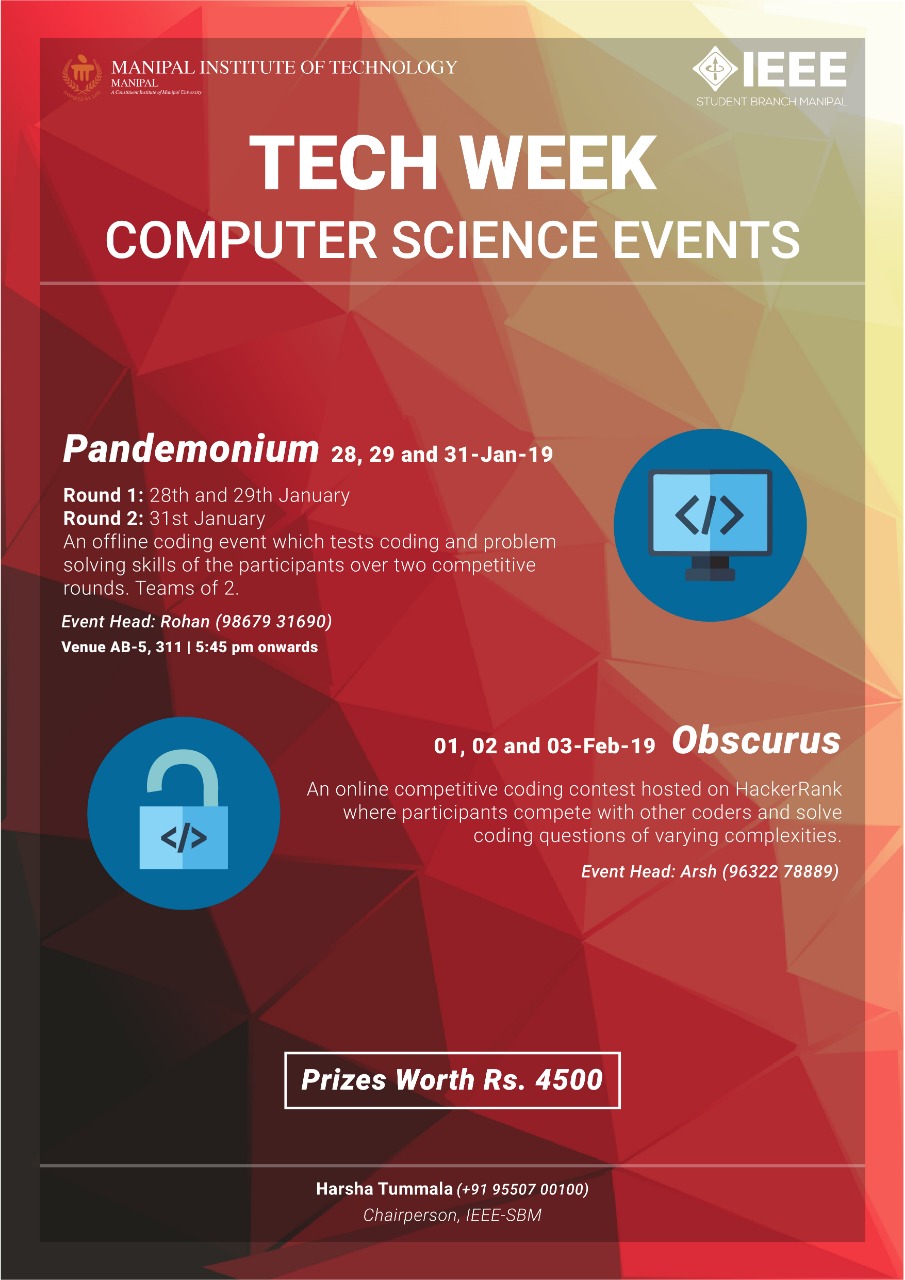 MANIPAL INSTITUTE OF TECHNOLOGY
MANIPAL
A Constituent Institute of Manipal University
IEEE
STUDENT BRANCH MANIPAL
TECH WEEK
COMPUTER SCIENCE EVENTS
Pandemonium 28, 29 and 31-Jan-19
Round 1: 28th and 29th January
Round 2: 31st January
An offline coding event which tests coding and problem
solving skills of the participants over two competitive
rounds. Teams of 2.
Event Head: Rohan (98679 31690)
Venue AB-5, 311 | 5:45 pm onwards
</>
01, 02 and 03-Feb-19 Obscurus
An online competitive coding contest hosted on HackerRank
where participants compete with other coders and solve
coding questions of varying complexities.
Event Head: Arsh (96322 78889)
</>
Prizes Worth Rs. 4500
Harsha Tummala (+91 95507 00100)
Chairperson, IEEE-SBM